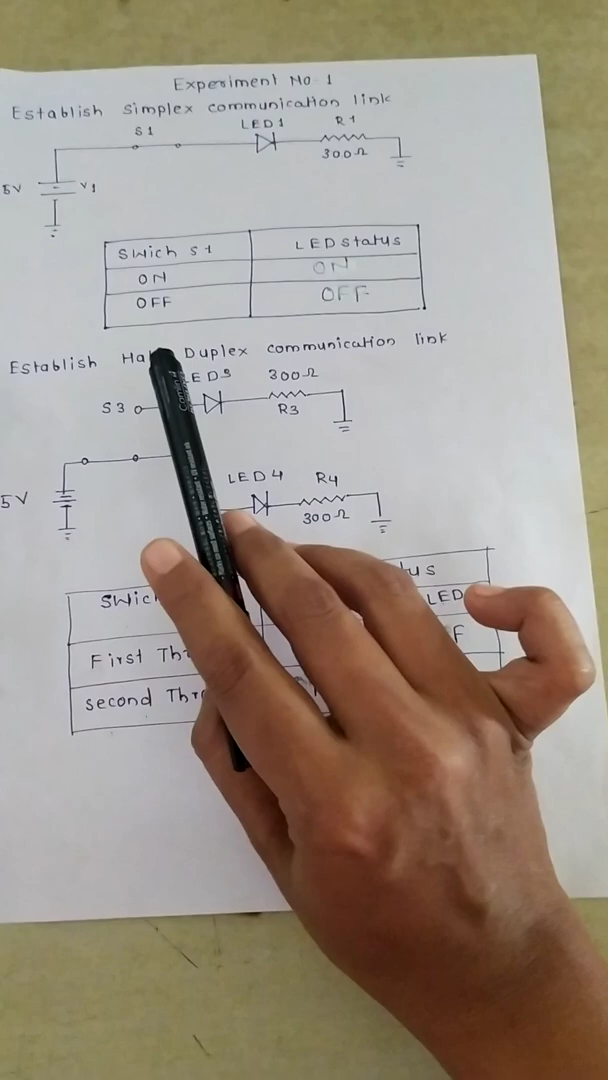 Experiment No. 1
Establish simplex communication link
S1 LED1 R1
300Ω
5V V1
SWich S1 LED status
ON ON
OFF OFF
Establish Duplex communication link
300Ω
S3 R3
LED4 R4
5V
300Ω
LED
First
second